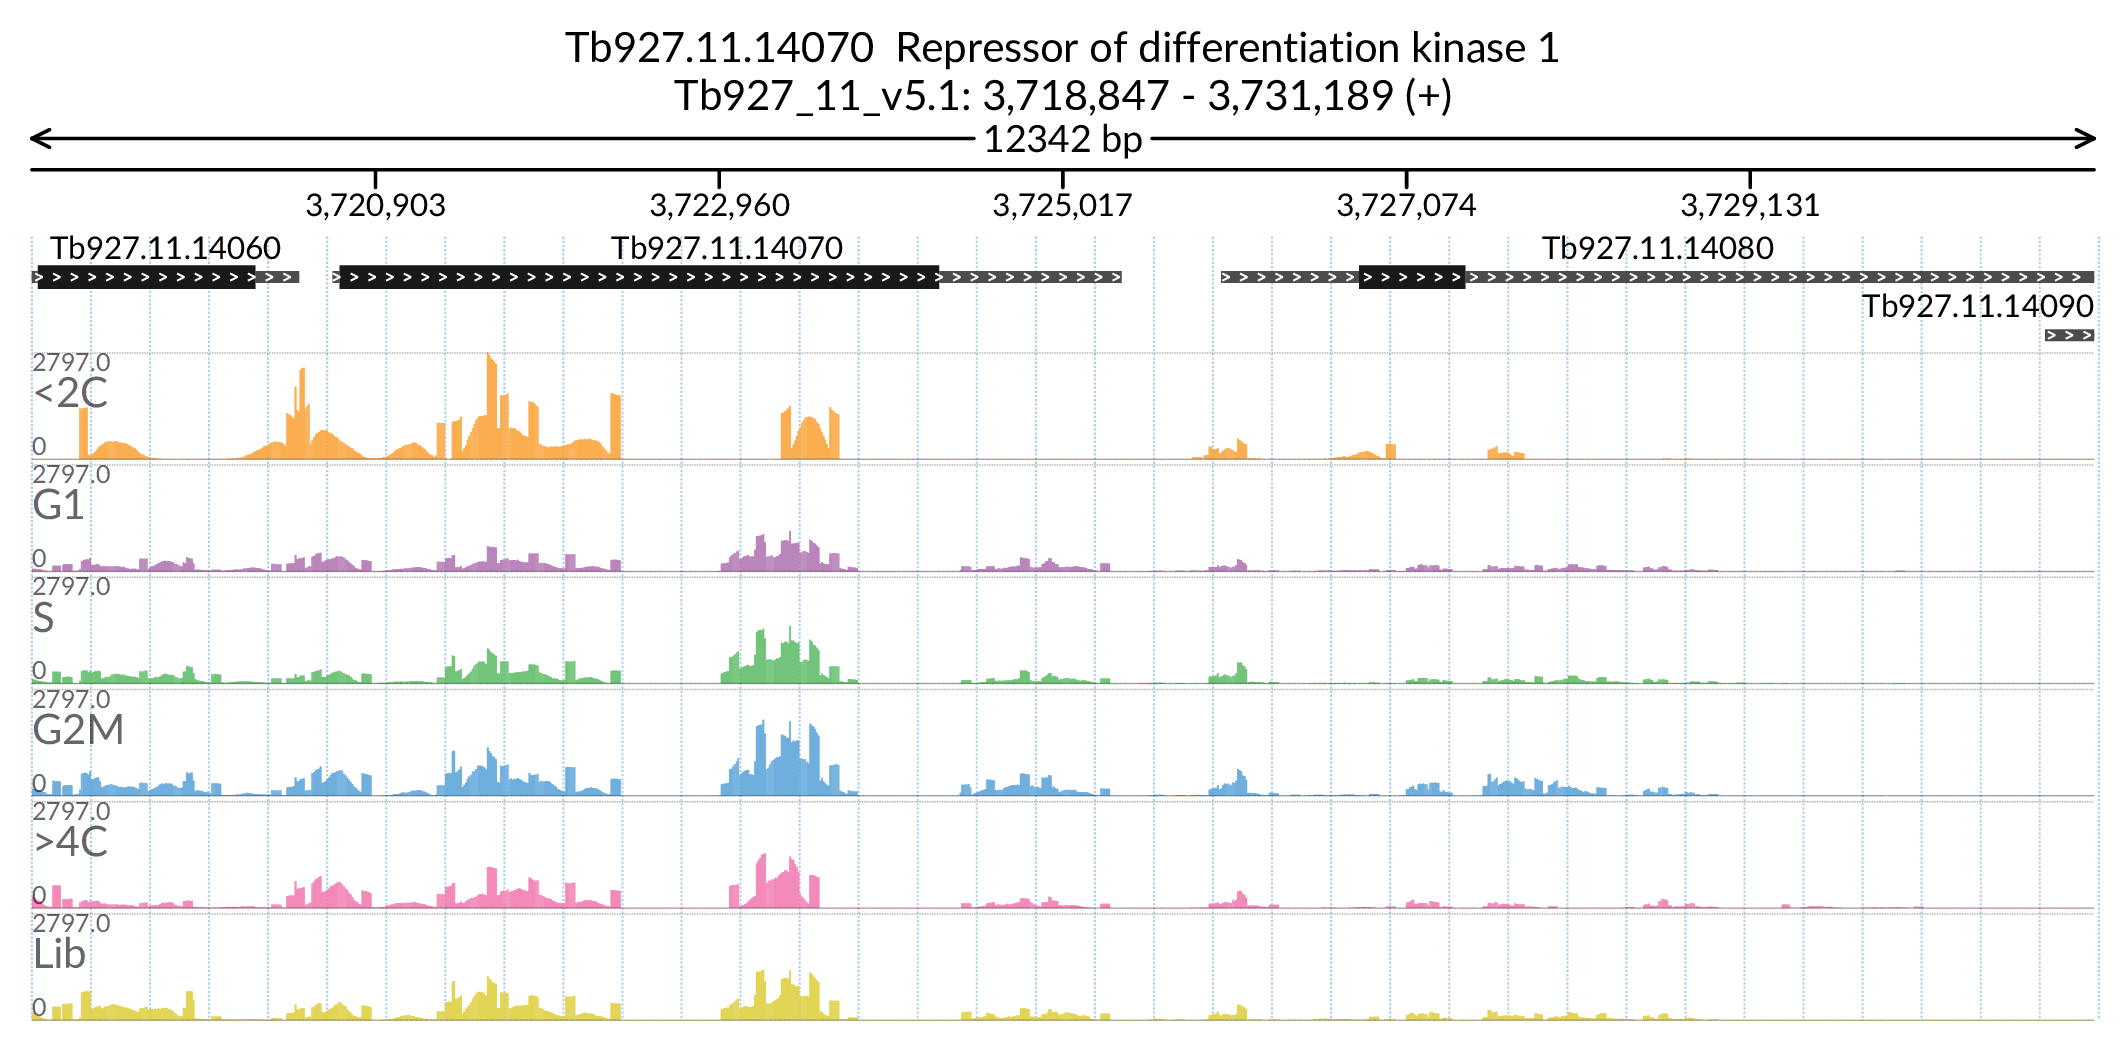 Tb927.11.14070  Repressor of differentiation kinase 1
Tb927_11_v5.1: 3,718,847 - 3,731,189 (+)
12342 bp
3,720,903 3,722,960 3,725,017 3,727,074 3,729,131
Tb927.11.14060 Tb927.11.14070 Tb927.11.14080
Tb927.11.14090
2797.0
<2C
0
2797.0
G1
0
2797.0
S
0
2797.0
G2M
0
2797.0
>4C
0
2797.0
Lib
0